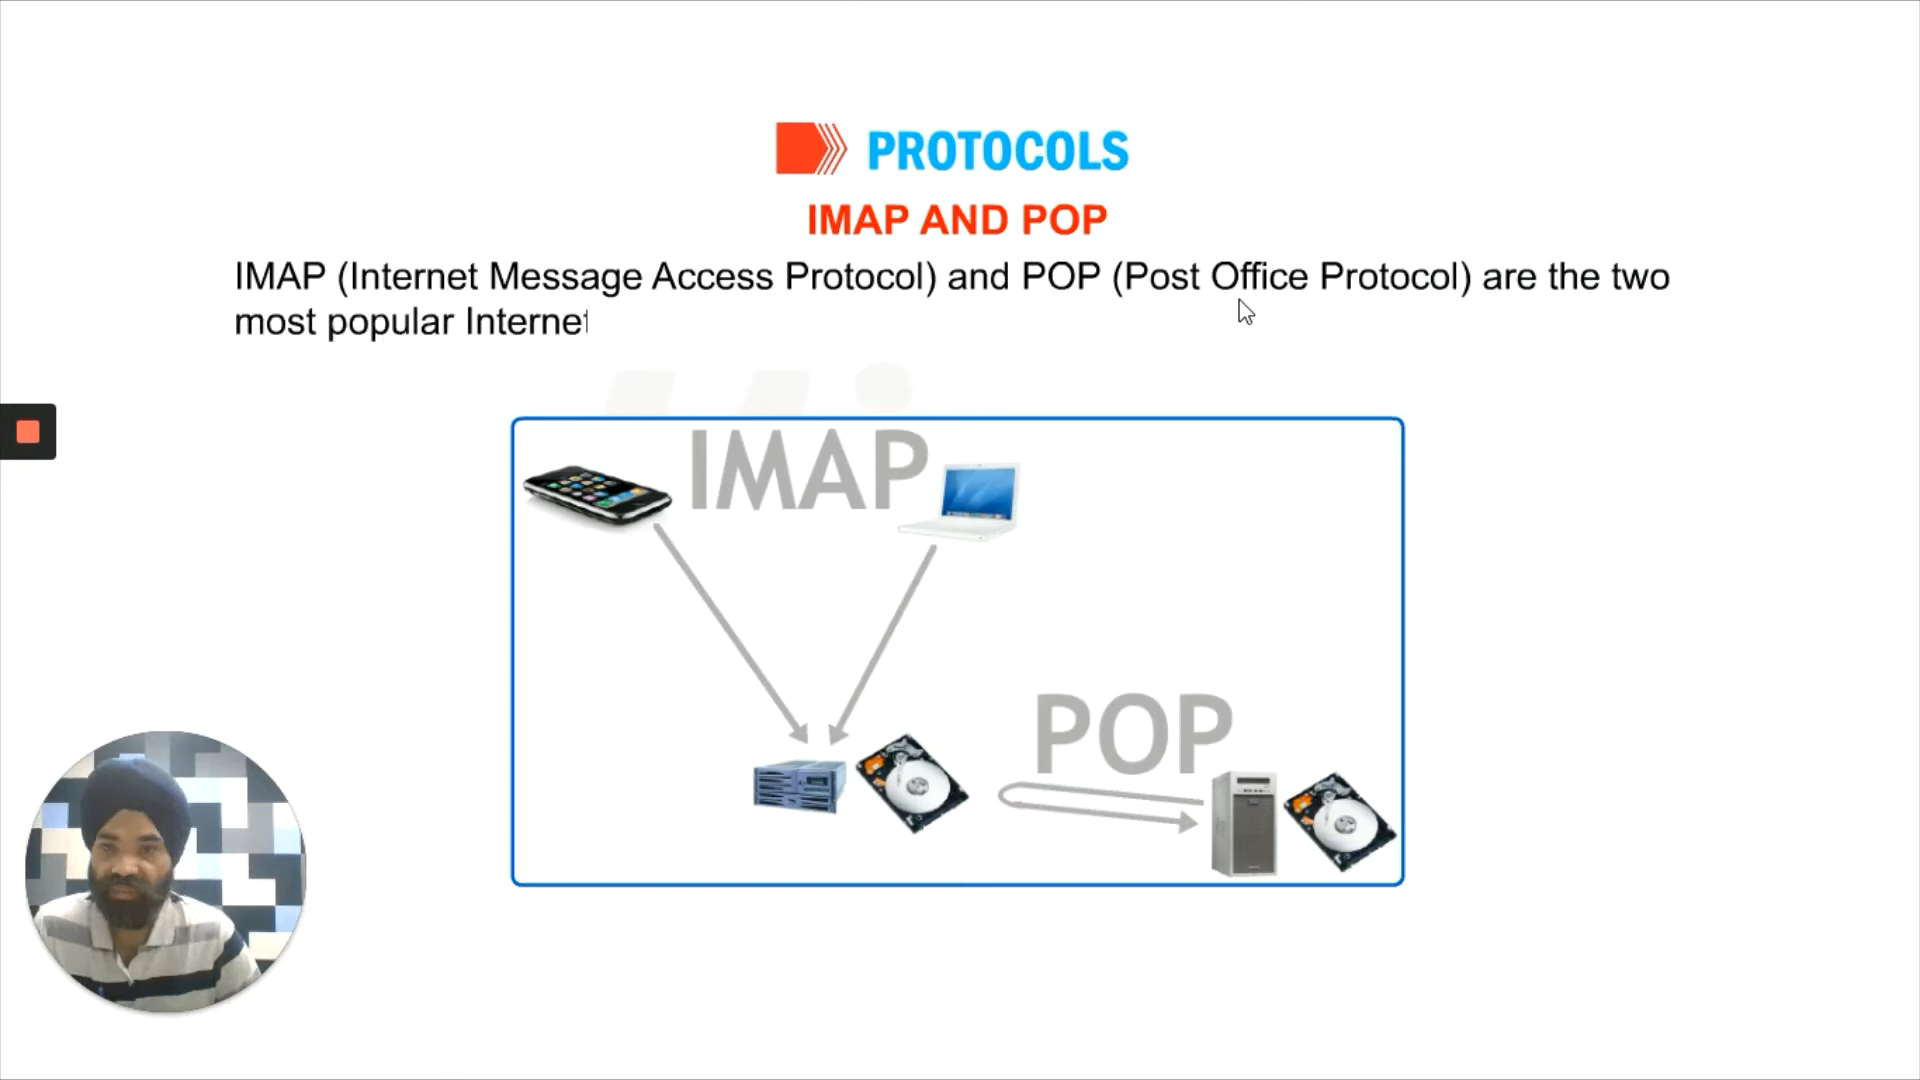 PROTOCOLS
IMAP AND POP
IMAP (Internet Message Access Protocol) and POP (Post Office Protocol) are the two
most popular Internet
IMAP
POP